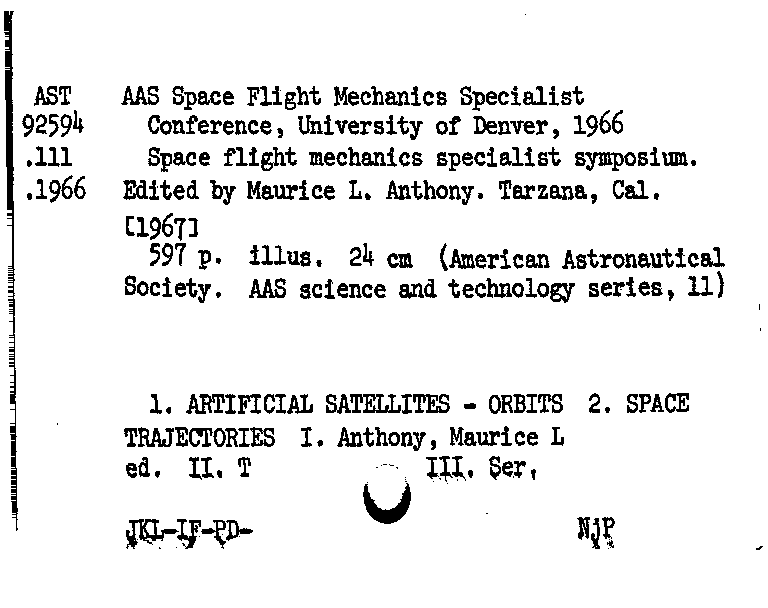 AST AAS Space Flight Mechanics Specialist
92594 Conference, University of Denver, 1966
.111 Space flight mechanics specialist symposium.
.1966 Edited by Maurice L. Anthony. Tarzana, Cal.
[1967]
597 p. illus. 24 cm (American Astronautical
Society. AAS science and technology series, 11)
1. ARTIFICIAL SATELLITES - ORBITS 2. SPACE
TRAJECTORIES I. Anthony, Maurice L
ed. II. T III. Ser.
JKL-IF-PD- NjP